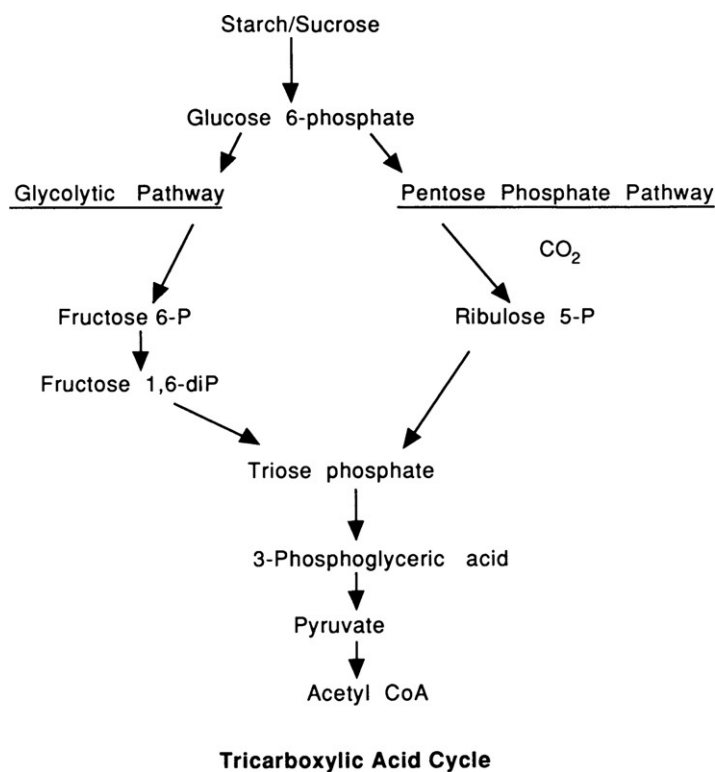 Starch/Sucrose
Glucose 6-phosphate
Glycolytic Pathway
Pentose Phosphate Pathway
CO₂
Fructose 6-P
Ribulose 5-P
Fructose 1,6-diP
Triose phosphate
3-Phosphoglyceric acid
Pyruvate
Acetyl CoA
Tricarboxylic Acid Cycle